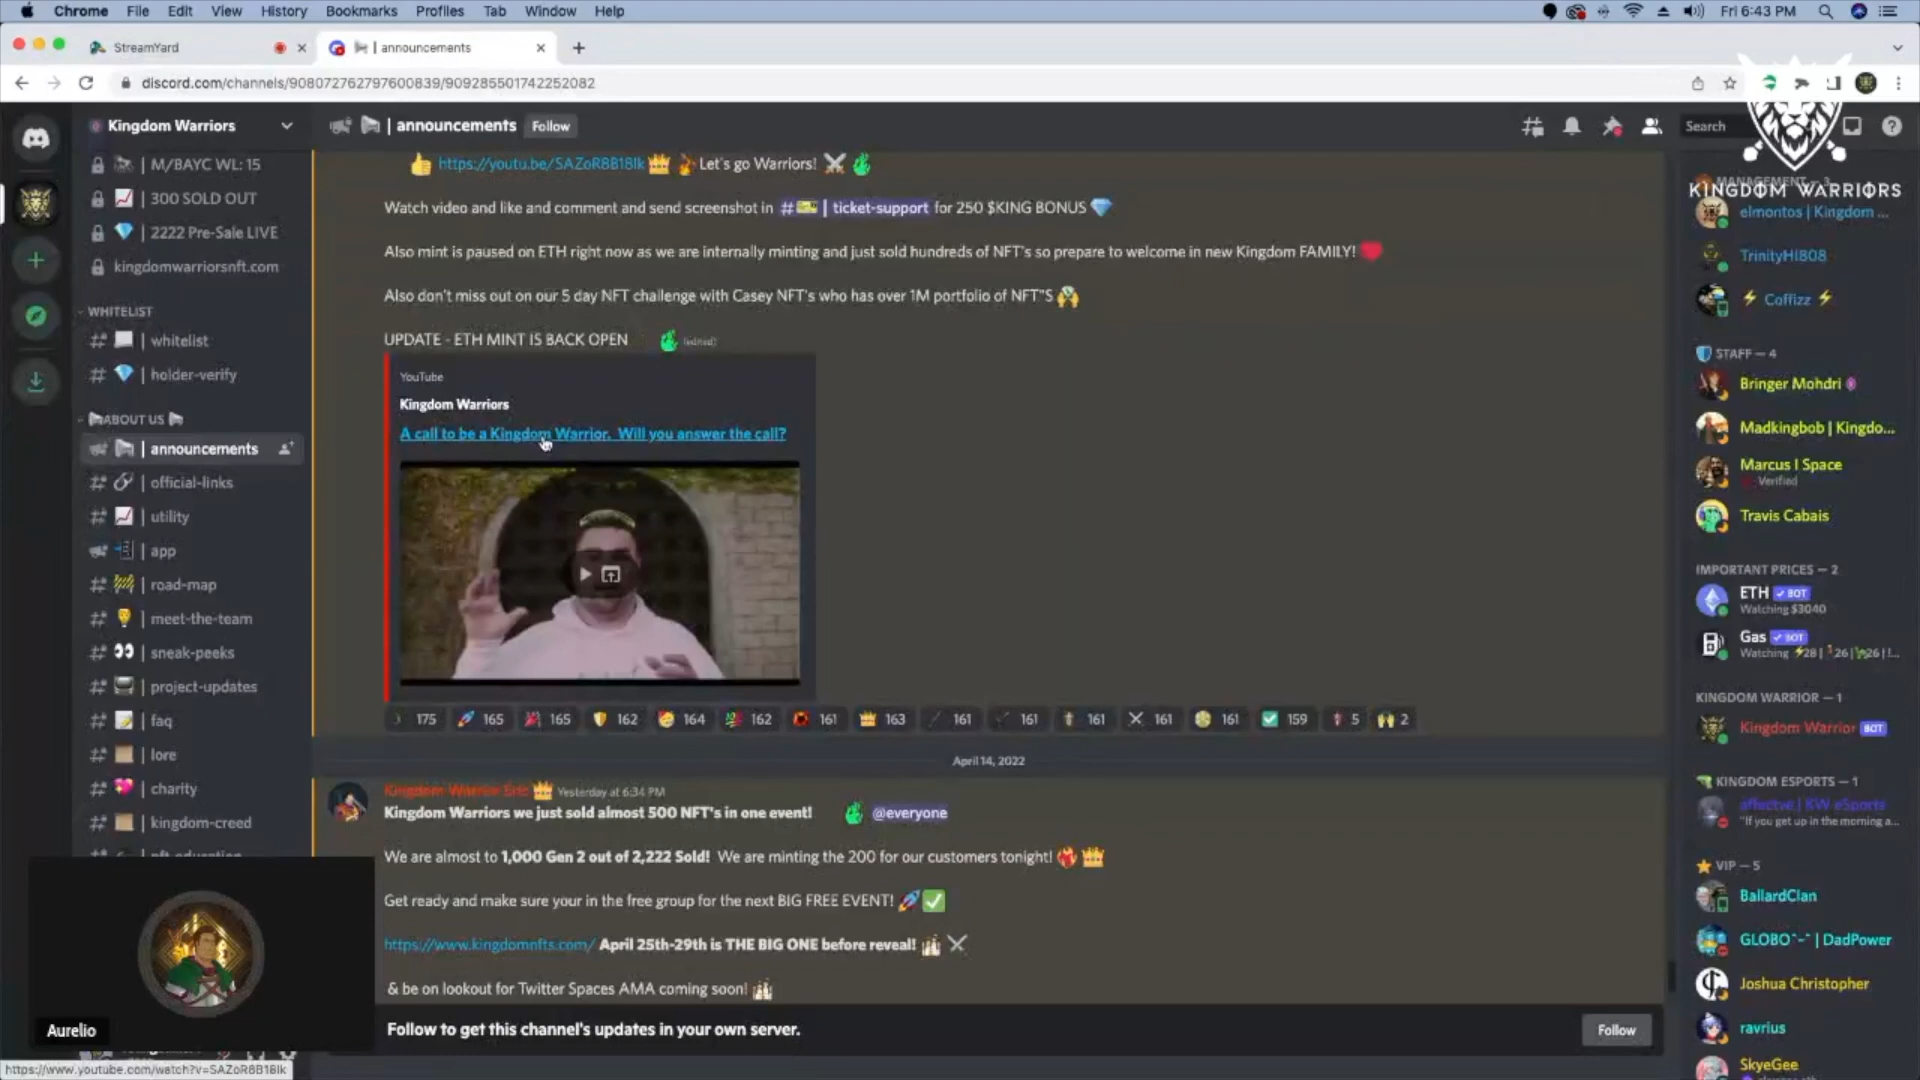 Chrome File Edit View History Bookmarks Profiles Tab Window Help Fri 6:43 PM
StreamYard | announcements
discord.com/channels/908072762797600839/909285501742252082
KINGDOM WARRIORS
Kingdom Warriors
| M/BAYC WL: 15
| 300 SOLD OUT
| 2222 Pre-Sale LIVE
kingdomwarriorsnft.com
WHITELIST
| whitelist
| holder-verify
ABOUT US
| announcements
| official-links
| utility
| app
| road-map
| meet-the-team
| sneak-peeks
| project-updates
| faq
| lore
| charity
| kingdom-creed
Aurelio
https://www.youtube.com/watch?v=SAZoR8B18lk
| announcements Follow
Search
https://youtu.be/SAZoR8B18lk Let's go Warriors!
Watch video and like and comment and send screenshot in # | ticket-support for 250 $KING BONUS
Also mint is paused on ETH right now as we are internally minting and just sold hundreds of NFT's so prepare to welcome in new Kingdom FAMILY!
Also don't miss out on our 5 day NFT challenge with Casey NFT's who has over 1M portfolio of NFT"S
UPDATE - ETH MINT IS BACK OPEN (edited)
YouTube
Kingdom Warriors
A call to be a Kingdom Warrior. Will you answer the call?
175 165 165 162 164 162 161 163 161 161 161 161 161 159 5 2
April 14, 2022
Kingdom Warrior Eric Yesterday at 6:34 PM
Kingdom Warriors we just sold almost 500 NFT's in one event! @everyone
We are almost to 1,000 Gen 2 out of 2,222 Sold! We are minting the 200 for our customers tonight!
Get ready and make sure your in the free group for the next BIG FREE EVENT!
https://www.kingdomnfts.com/ April 25th-29th is THE BIG ONE before reveal!
& be on lookout for Twitter Spaces AMA coming soon!
Follow to get this channel's updates in your own server. Follow
MANAGEMENT — 3
elmontos | Kingdom ...
TrinityHI808
Coffizz
STAFF — 4
Bringer Mohdri
Madkingbob | Kingdo...
Marcus I Space
Verified
Travis Cabais
IMPORTANT PRICES — 2
ETH BOT
Watching $3040
Gas BOT
Watching 28 | 26 | 26 | !...
KINGDOM WARRIOR — 1
Kingdom Warrior BOT
KINGDOM ESPORTS — 1
affectve | KW eSports
"If you get up in the morning a...
VIP — 5
BallardClan
GLOBO^-^ | DadPower
Joshua Christopher
ravrius
SkyeGee